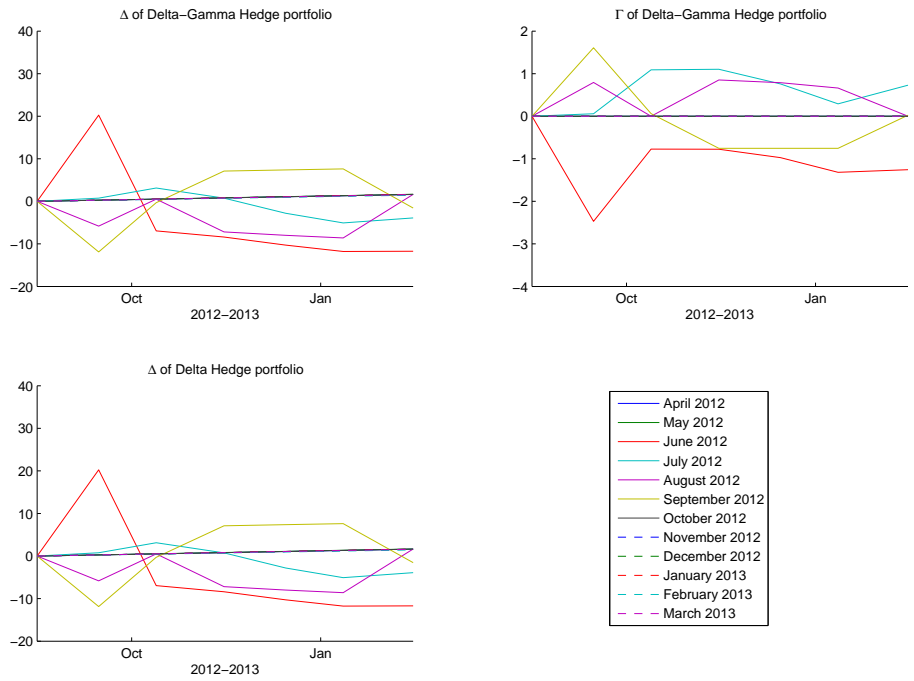 Δ of Delta−Gamma Hedge portfolio
40
30
20
10
0
−10
−20
Oct
Jan
2012−2013
Γ of Delta−Gamma Hedge portfolio
2
1
0
−1
−2
−3
−4
Oct
Jan
2012−2013
Δ of Delta Hedge portfolio
40
30
20
10
0
−10
−20
Oct
Jan
2012−2013
April 2012
May 2012
June 2012
July 2012
August 2012
September 2012
October 2012
November 2012
December 2012
January 2013
February 2013
March 2013